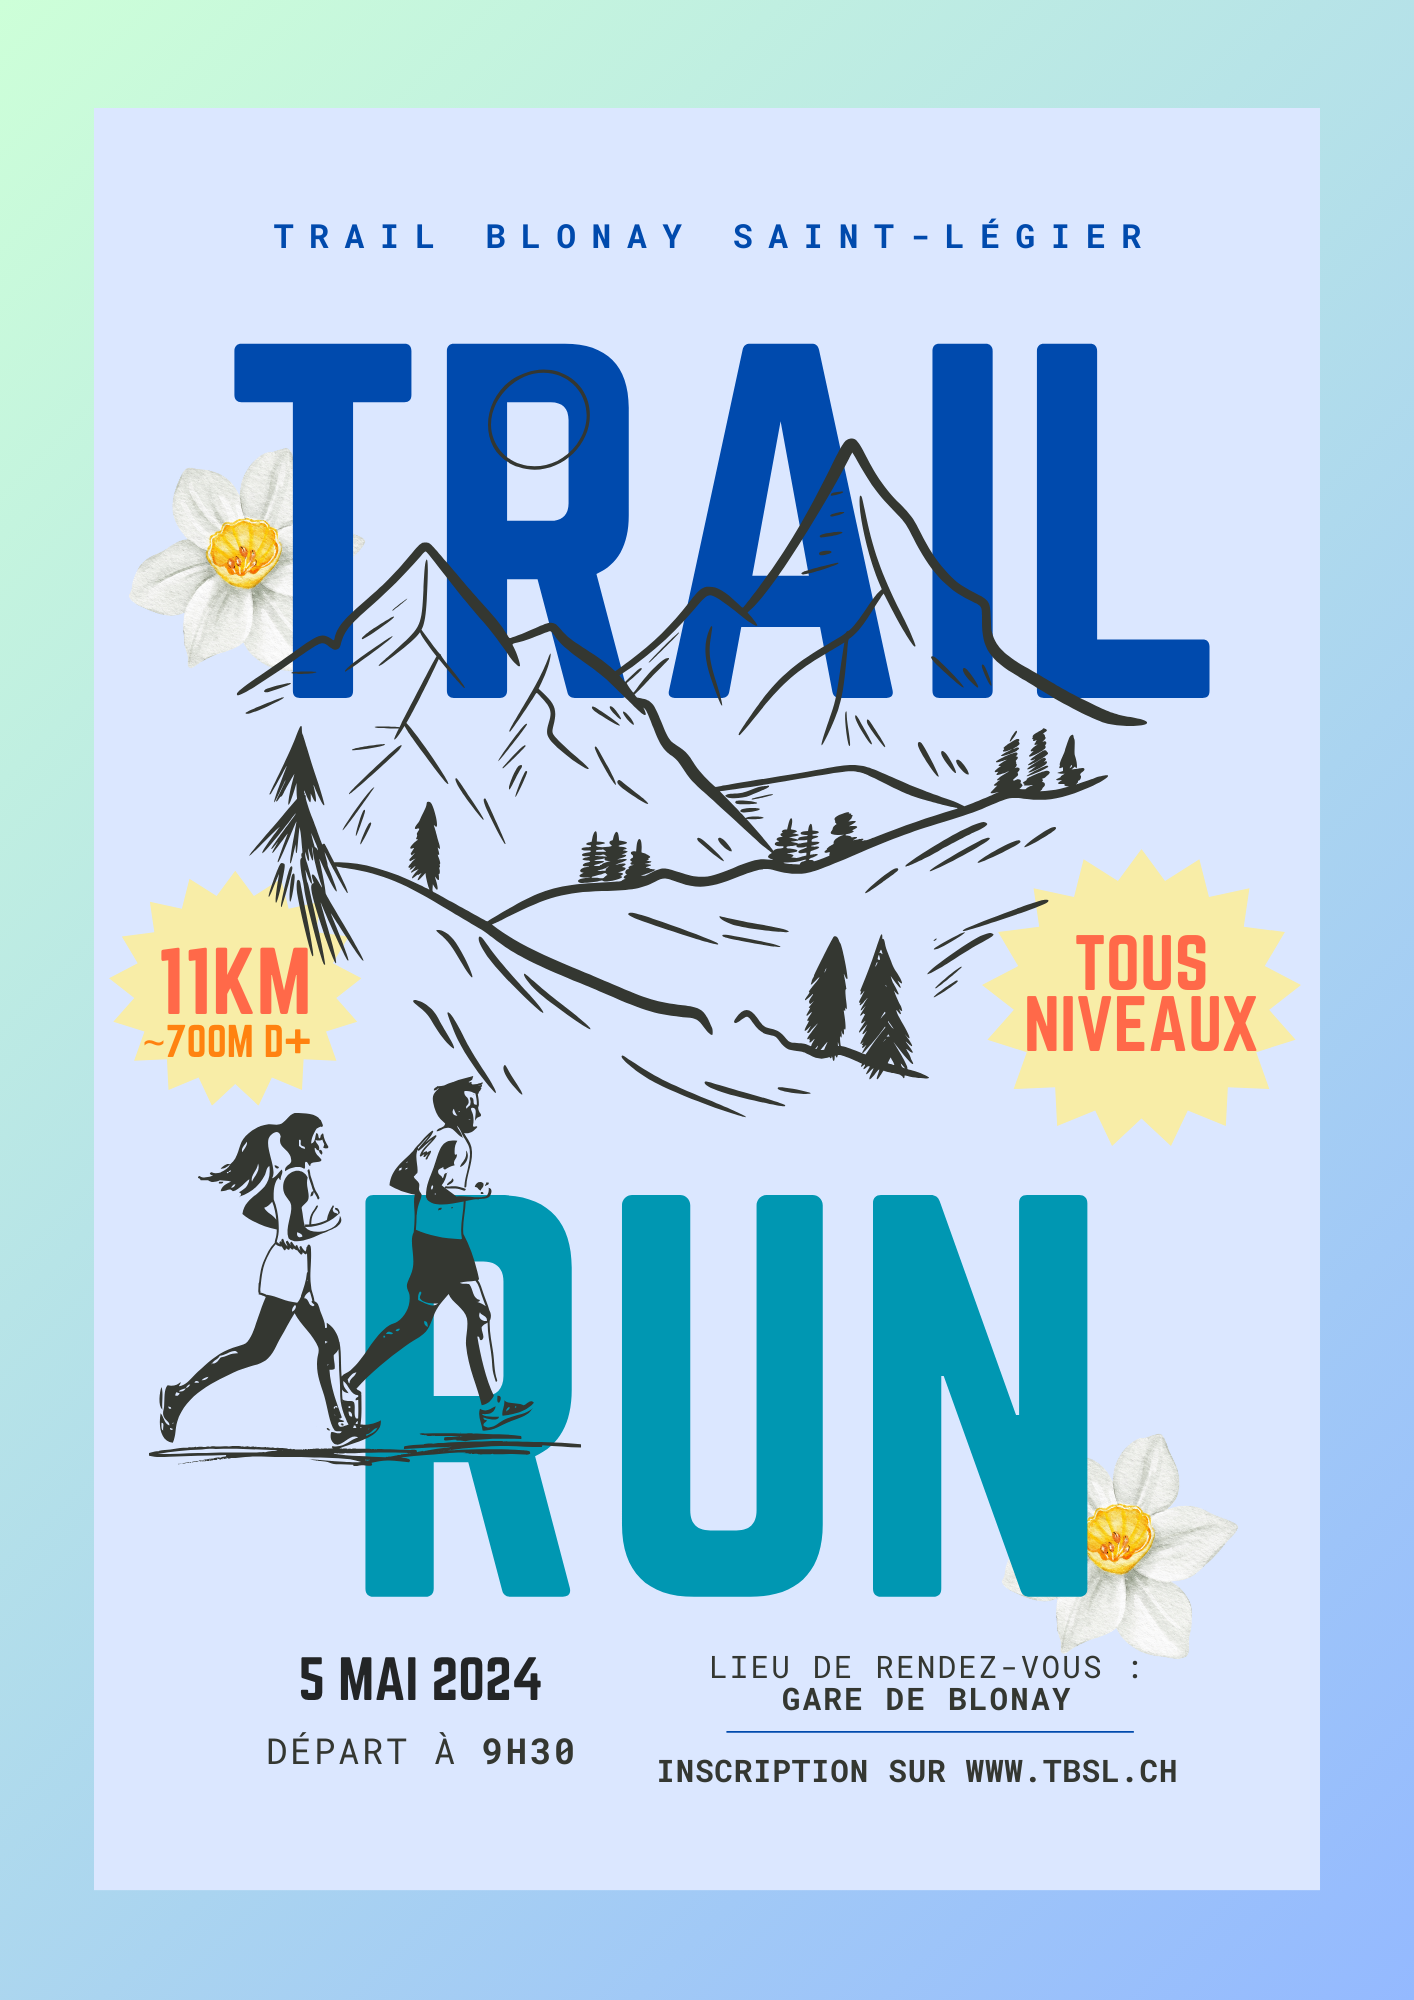 TRAIL BLONAY SAINT-LÉGIER
TRAIL
11KM
~700M D+
TOUS
NIVEAUX
RUN
5 MAI 2024
DÉPART À 9H30
LIEU DE RENDEZ-VOUS :
GARE DE BLONAY
INSCRIPTION SUR WWW.TBSL.CH